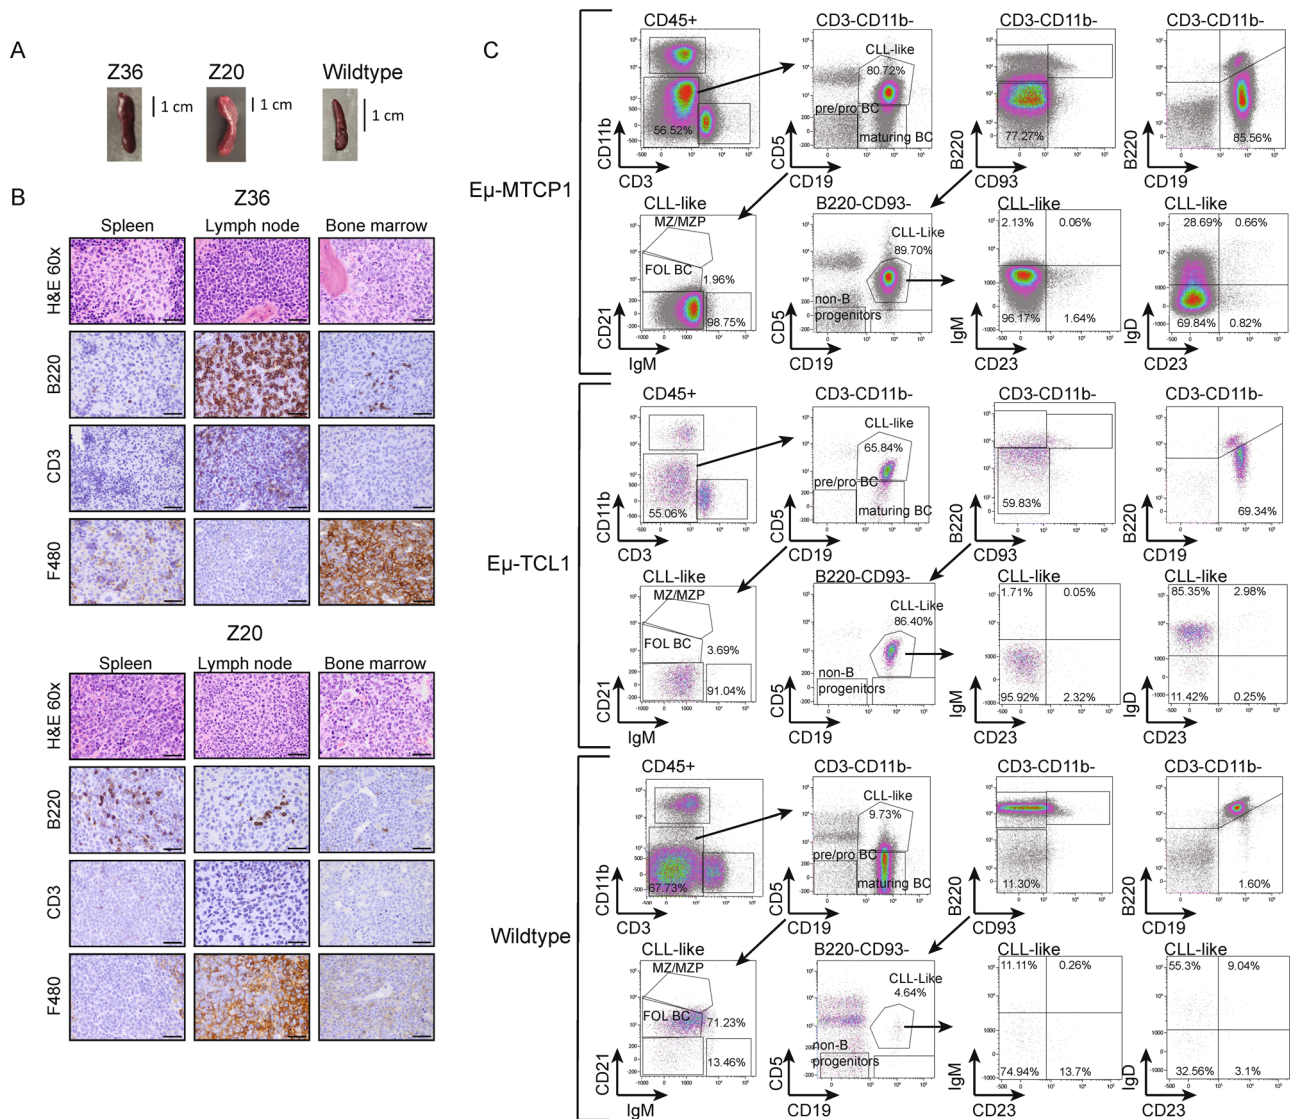 A
Z36
Z20
Wildtype
1 cm
1 cm
1 cm
B
Z36
Spleen
Lymph node
Bone marrow
H&E 60x
B220
CD3
F480
Z20
Spleen
Lymph node
Bone marrow
H&E 60x
B220
CD3
F480
C
Eµ-MTCP1
CD45+
CD11b
CD3
56.52%
CD3-CD11b-
CLL-like
80.72%
pre/pro BC
maturing BC
CD5
CD19
CD3-CD11b-
77.27%
B220
CD93
CD3-CD11b-
85.56%
B220
CD19
CLL-like
MZ/MZP
FOL BC
1.96%
98.75%
CD21
IgM
B220-CD93-
CLL-Like
89.70%
non-B
progenitors
CD5
CD19
CLL-like
2.13%
0.06%
96.17%
1.64%
IgM
CD23
CLL-like
28.69%
0.66%
69.84%
0.82%
IgD
CD23
Eµ-TCL1
CD45+
55.06%
CD11b
CD3
CD3-CD11b-
CLL-like
65.84%
pre/pro BC
maturing BC
CD5
CD19
CD3-CD11b-
59.83%
B220
CD93
CD3-CD11b-
69.34%
B220
CD19
CLL-like
MZ/MZP
FOL BC
3.69%
91.04%
CD21
IgM
B220-CD93-
CLL-Like
86.40%
non-B
progenitors
CD5
CD19
CLL-like
1.71%
0.05%
95.92%
2.32%
IgM
CD23
CLL-like
85.35%
2.98%
11.42%
0.25%
IgD
CD23
Wildtype
CD45+
67.73%
CD11b
CD3
CD3-CD11b-
CLL-like
9.73%
pre/pro BC
maturing BC
CD5
CD19
CD3-CD11b-
11.30%
B220
CD93
CD3-CD11b-
1.60%
B220
CD19
CLL-like
MZ/MZP
FOL BC
71.23%
13.46%
CD21
IgM
B220-CD93-
CLL-Like
4.64%
non-B
progenitors
CD5
CD19
CLL-like
11.11%
0.26%
74.94%
13.7%
IgM
CD23
CLL-like
55.3%
9.04%
32.56%
3.1%
IgD
CD23